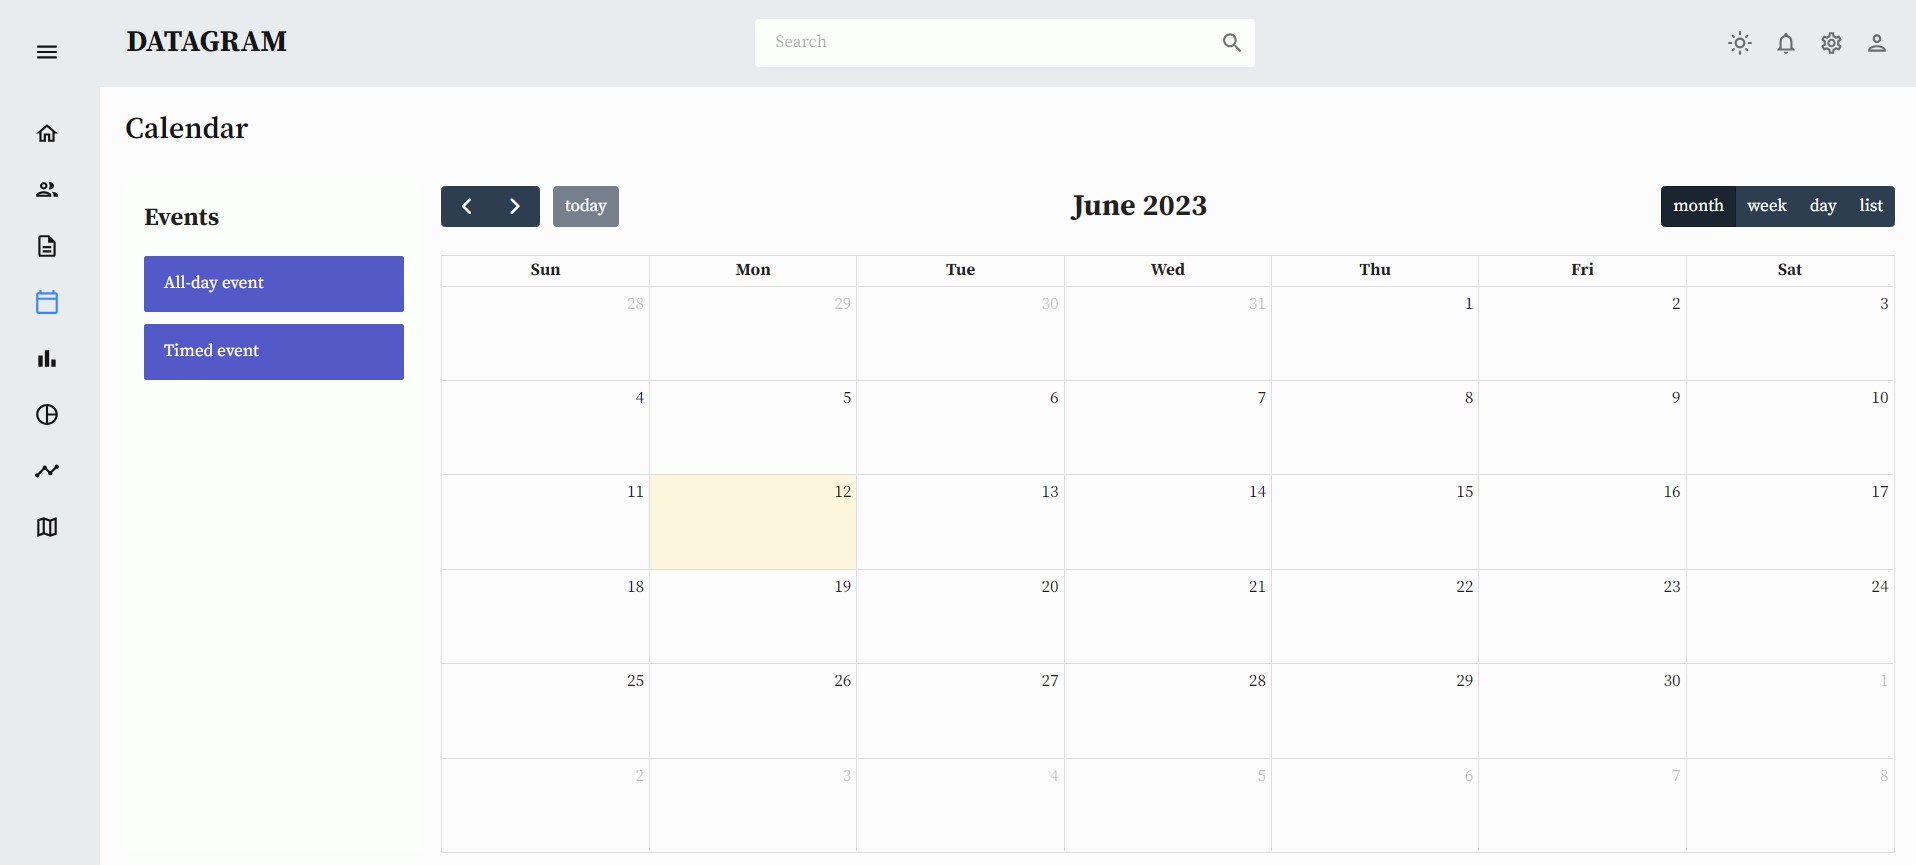 DATAGRAM
Search
Calendar
Events
All-day event
Timed event
today
June 2023
month week day list
Sun Mon Tue Wed Thu Fri Sat
28 29 30 31 1 2 3
4 5 6 7 8 9 10
11 12 13 14 15 16 17
18 19 20 21 22 23 24
25 26 27 28 29 30 1
2 3 4 5 6 7 8